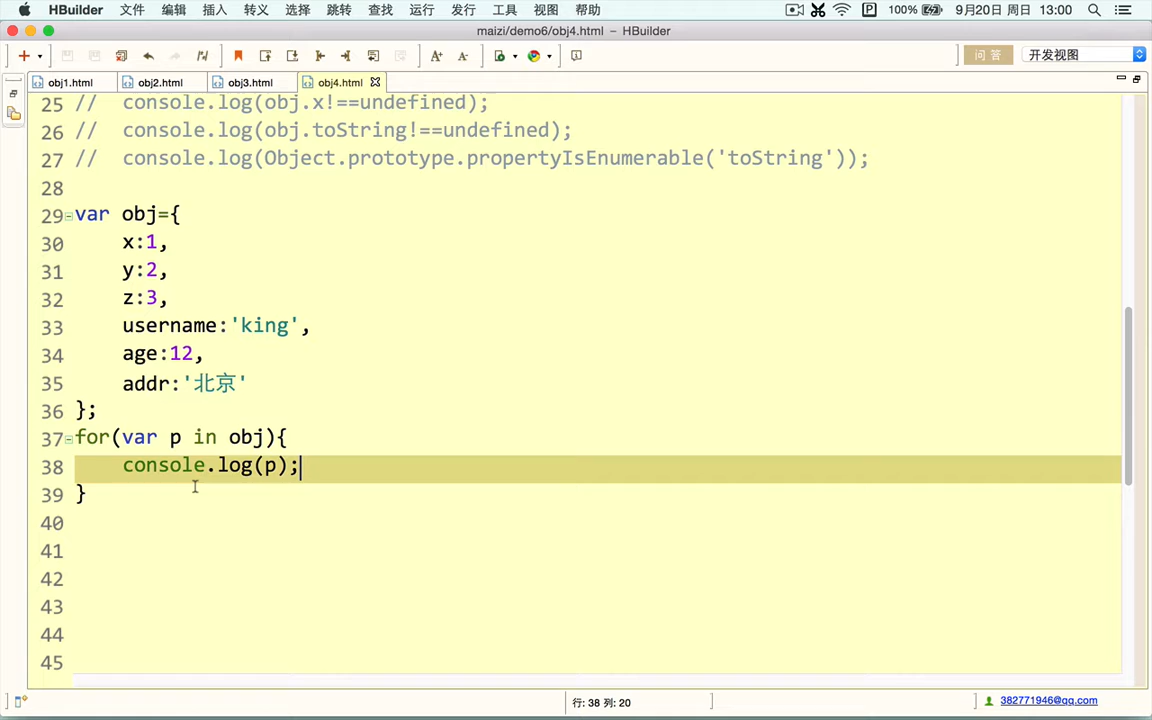 HBuilder 文件 编辑 插入 转义 选择 跳转 查找 运行 发行 工具 视图 帮助 100% 9月20日 周日 13:00
maizi/demo6/obj4.html – HBuilder
问答 开发视图
obj1.html obj2.html obj3.html obj4.html
25 // console.log(obj.x!==undefined);
26 // console.log(obj.toString!==undefined);
27 // console.log(Object.prototype.propertyIsEnumerable('toString'));
28
29 var obj={
30 x:1,
31 y:2,
32 z:3,
33 username:'king',
34 age:12,
35 addr:'北京'
36 };
37 for(var p in obj){
38 console.log(p);
39 }
40
41
42
43
44
45
行: 38 列: 20 382771946@qq.com